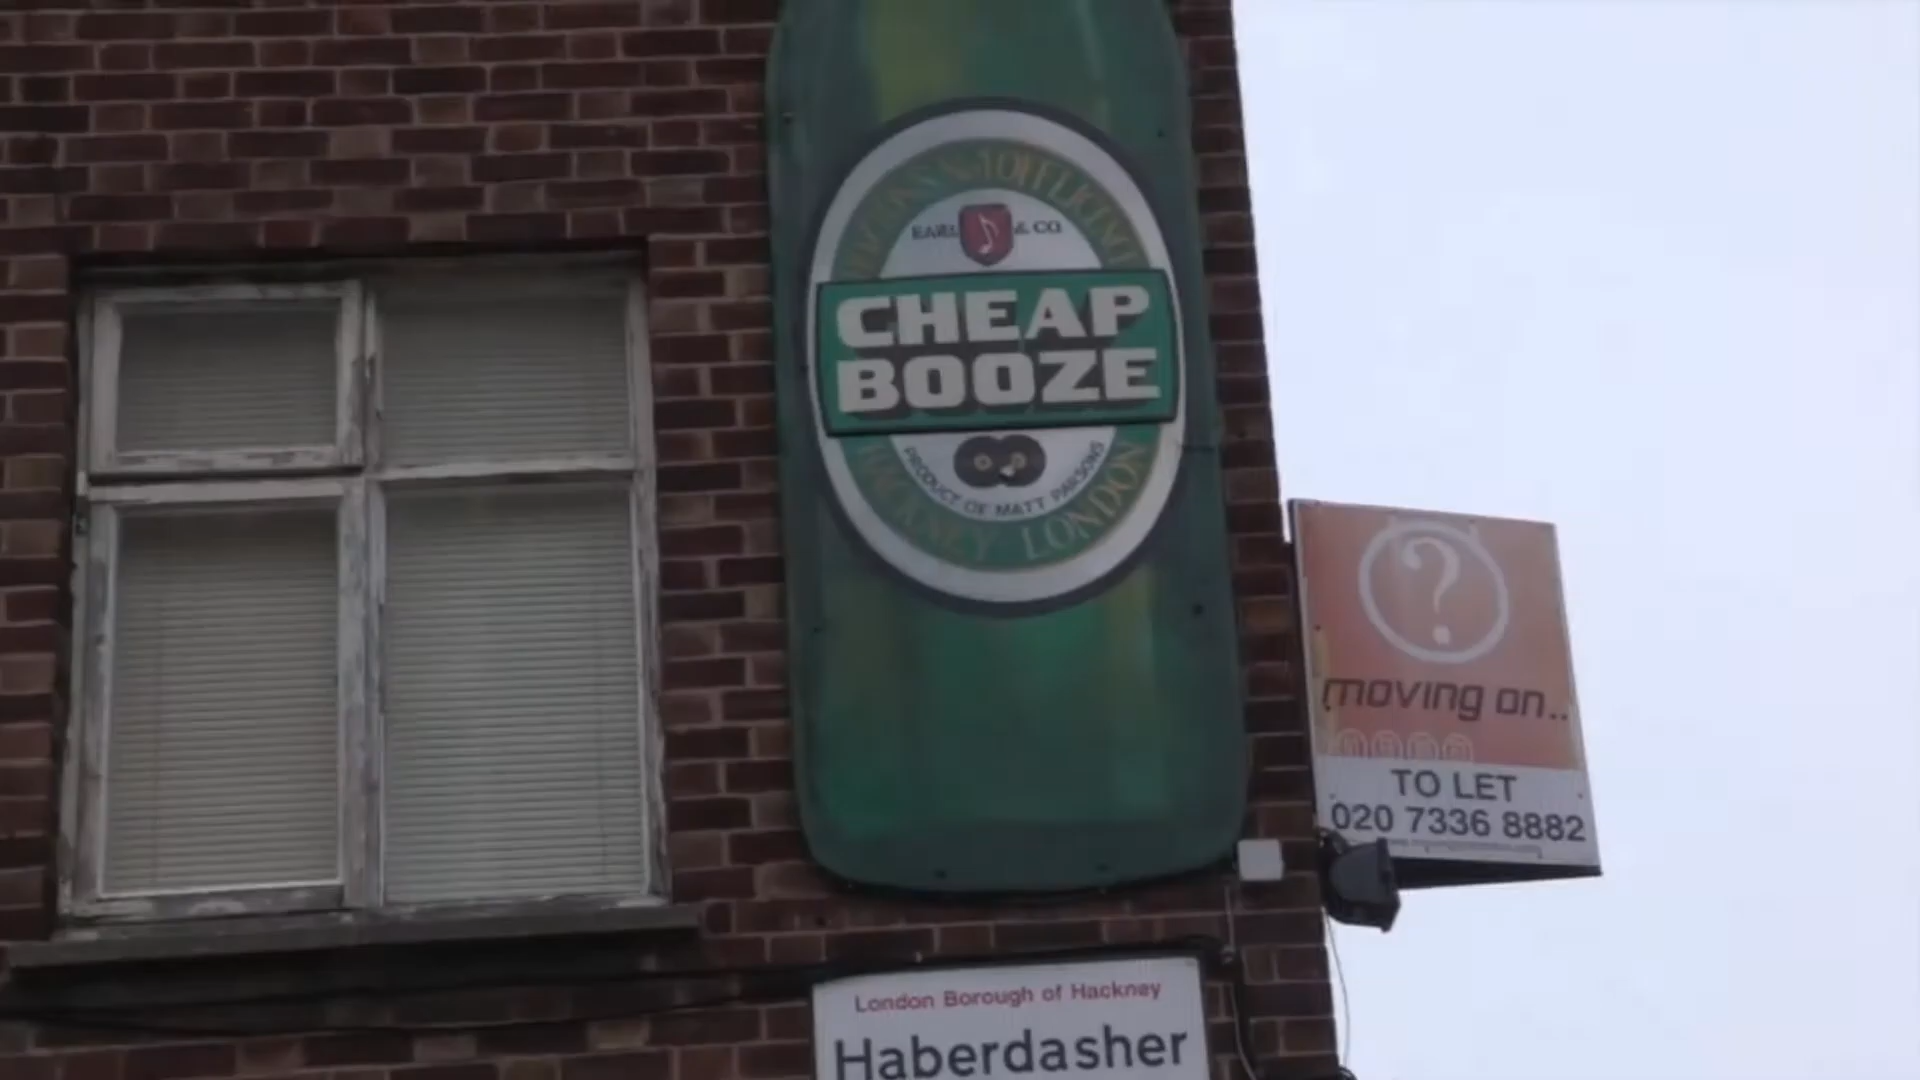 EARL & CO
CHEAP
BOOZE
PRODUCT OF MATT PARSONS
HACKNEY LONDON
?
moving on..
TO LET
020 7336 8882
London Borough of Hackney
Haberdasher